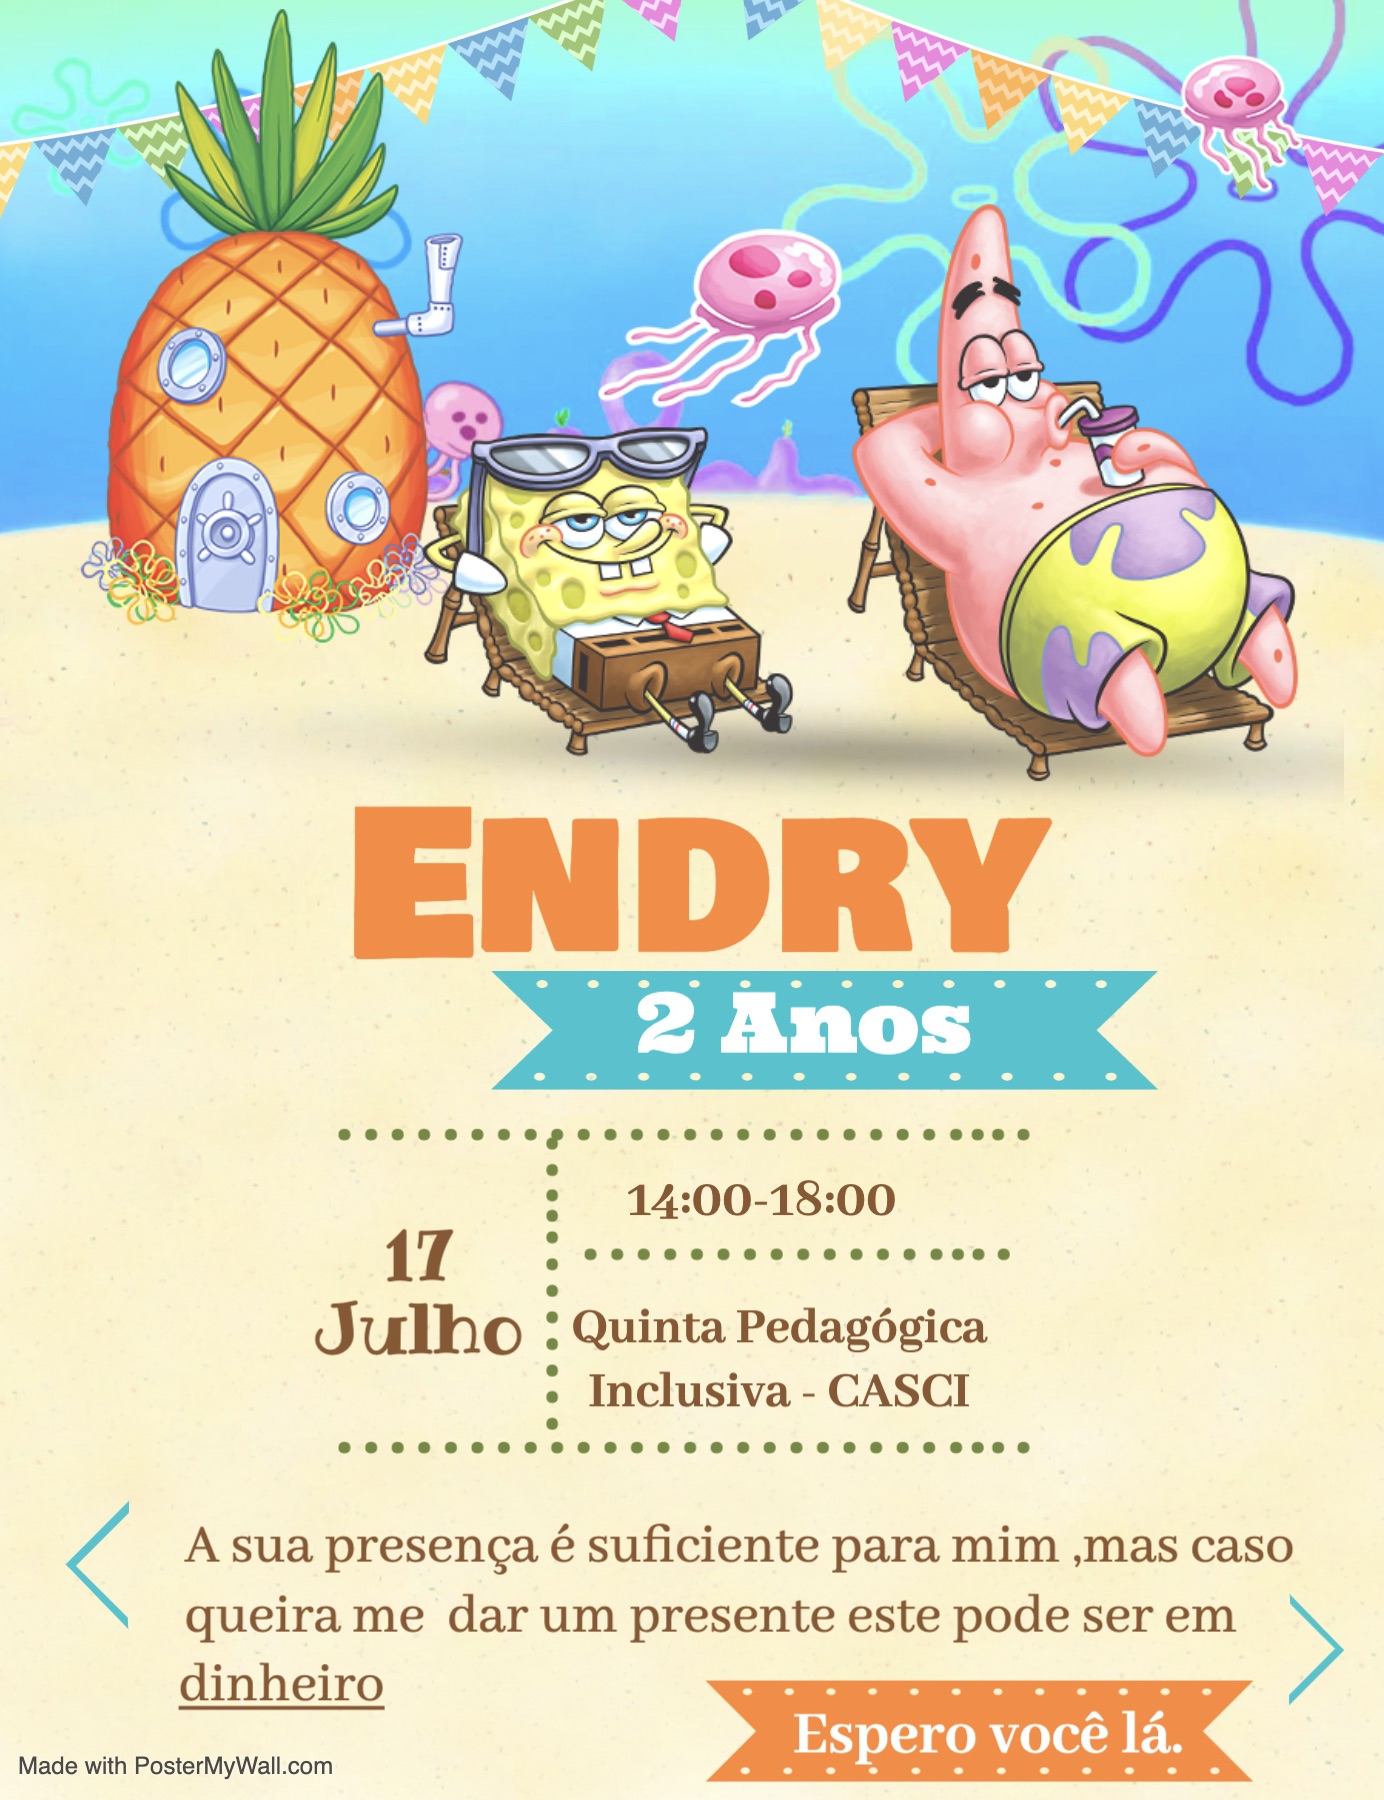 ENDRY
2 Anos
14:00-18:00
17
Julho
Quinta Pedagógica
Inclusiva - CASCI
A sua presença é suficiente para mim ,mas caso
queira me  dar um presente este pode ser em
dinheiro
Espero você lá.
Made with PosterMyWall.com